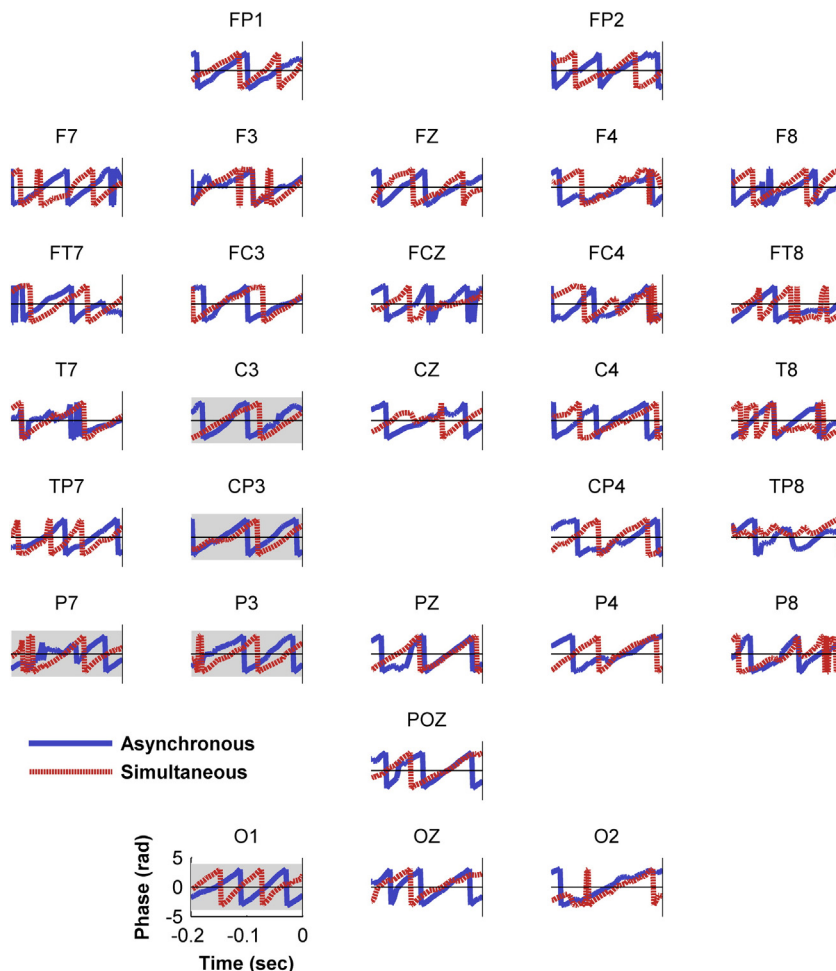 FP1 FP2
F7 F3 FZ F4 F8
FT7 FC3 FCZ FC4 FT8
T7 C3 CZ C4 T8
TP7 CP3 CP4 TP8
P7 P3 PZ P4 P8
POZ
Asynchronous
Simultaneous
O1 OZ O2
Phase (rad)
5
0
-5
-0.2 -0.1 0
Time (sec)